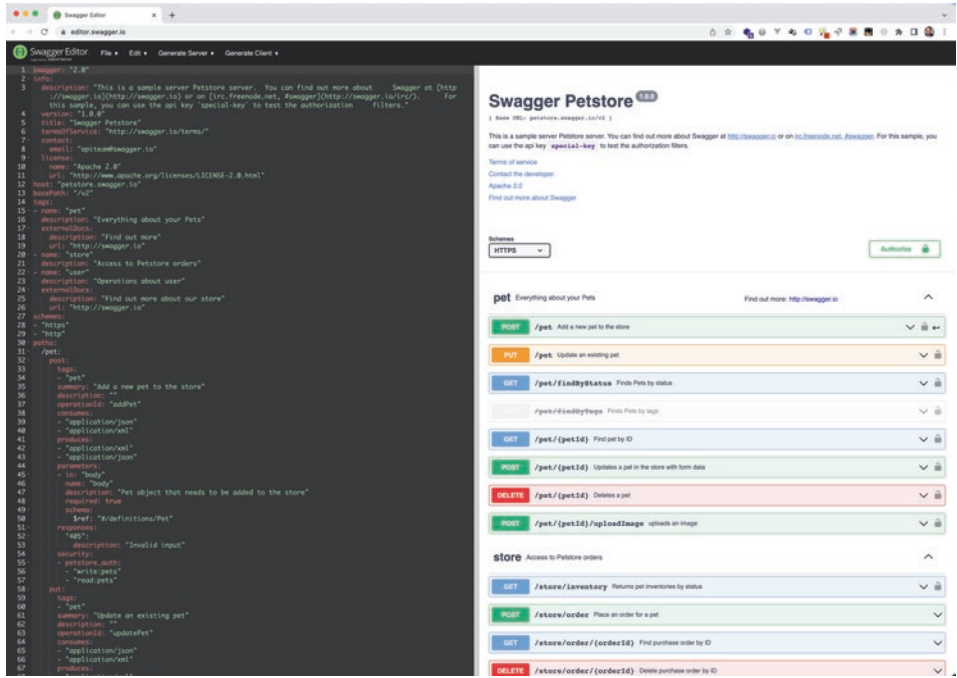 Swagger Editor
editor.swagger.io
Swagger Editor File Edit Generate Server Generate Client
1 swagger: "2.0"
2 info:
3 description: "This is a sample server Petstore server. You can find out more about Swagger at [http
://swagger.io](http://swagger.io) or on [irc.freenode.net, #swagger](http://swagger.io/irc/). For
this sample, you can use the api key `special-key` to test the authorization filters."
4 version: "1.0.0"
5 title: "Swagger Petstore"
6 termsOfService: "http://swagger.io/terms/"
7 contact:
8 email: "apiteam@swagger.io"
9 license:
10 name: "Apache 2.0"
11 url: "http://www.apache.org/licenses/LICENSE-2.0.html"
12 host: "petstore.swagger.io"
13 basePath: "/v2"
14 tags:
15 - name: "pet"
16 description: "Everything about your Pets"
17 externalDocs:
18 description: "Find out more"
19 url: "http://swagger.io"
20 - name: "store"
21 description: "Access to Petstore orders"
22 - name: "user"
23 description: "Operations about user"
24 externalDocs:
25 description: "Find out more about our store"
26 url: "http://swagger.io"
27 schemes:
28 - "https"
29 - "http"
30 paths:
31 /pet:
32 post:
33 tags:
34 - "pet"
35 summary: "Add a new pet to the store"
36 description: ""
37 operationId: "addPet"
38 consumes:
39 - "application/json"
40 - "application/xml"
41 produces:
42 - "application/xml"
43 - "application/json"
44 parameters:
45 - in: "body"
46 name: "body"
47 description: "Pet object that needs to be added to the store"
48 required: true
49 schema:
50 $ref: "#/definitions/Pet"
51 responses:
52 "405":
53 description: "Invalid input"
54 security:
55 - petstore_auth:
56 - "write:pets"
57 - "read:pets"
58 put:
59 tags:
60 - "pet"
61 summary: "Update an existing pet"
62 description: ""
63 operationId: "updatePet"
64 consumes:
65 - "application/json"
66 - "application/xml"
67 produces:
Swagger Petstore 1.0.0
[ Base URL: petstore.swagger.io/v2 ]
This is a sample server Petstore server. You can find out more about Swagger at http://swagger.io or on irc.freenode.net, #swagger. For this sample, you
can use the api key special-key to test the authorization filters.
Terms of service
Contact the developer
Apache 2.0
Find out more about Swagger
Schemes
HTTPS
Authorize
pet Everything about your Pets Find out more: http://swagger.io
POST /pet Add a new pet to the store
PUT /pet Update an existing pet
GET /pet/findByStatus Finds Pets by status
/pet/findByTags Finds Pets by tags
GET /pet/{petId} Find pet by ID
POST /pet/{petId} Updates a pet in the store with form data
DELETE /pet/{petId} Deletes a pet
POST /pet/{petId}/uploadImage uploads an image
store Access to Petstore orders
GET /store/inventory Returns pet inventories by status
POST /store/order Place an order for a pet
GET /store/order/{orderId} Find purchase order by ID
DELETE /store/order/{orderId} Delete purchase order by ID